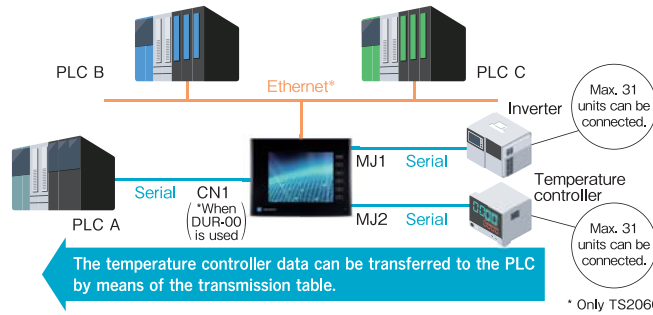 PLC B
PLC C
Ethernet*
Max. 31
units can be
connected.
Inverter
MJ1 Serial
Serial CN1
*When
DUR-00
is used
PLC A
Temperature
controller
MJ2 Serial
Max. 31
units can be
connected.
The temperature controller data can be transferred to the PLC
by means of the transmission table.
* Only TS2060